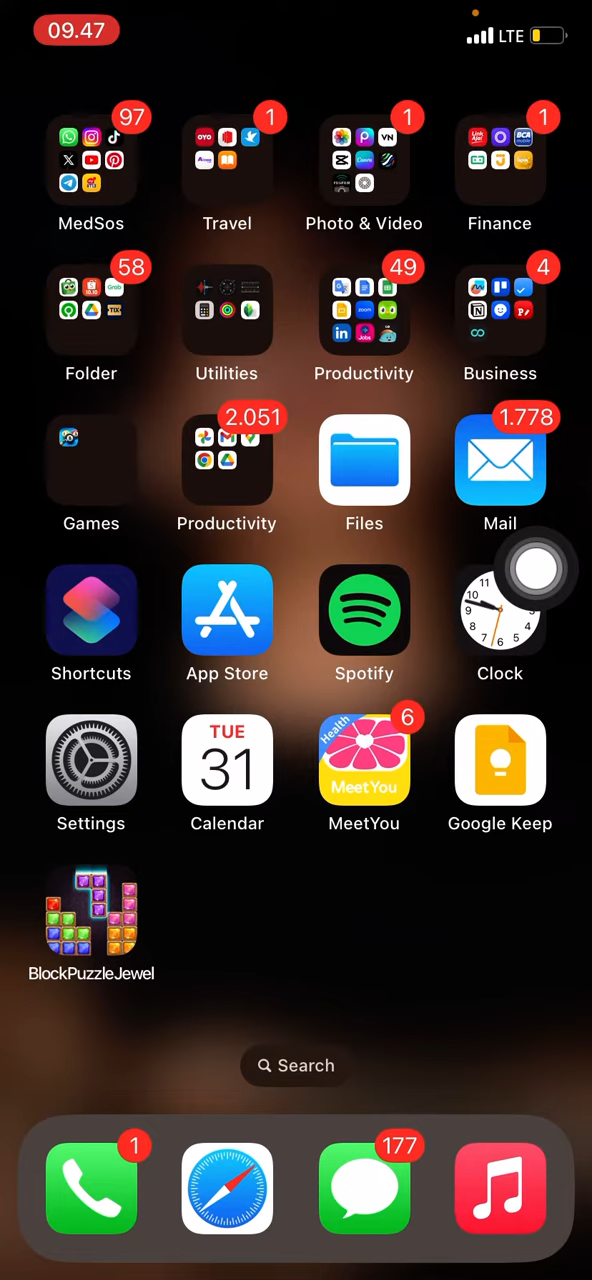 09.47
LTE
97
1
1
1
MedSos
Travel
Photo & Video
Finance
58
49
4
Folder
Utilities
Productivity
Business
2.051
1.778
Games
Productivity
Files
Mail
Shortcuts
App Store
Spotify
Clock
TUE
31
Health
MeetYou
6
Settings
Calendar
MeetYou
Google Keep
BlockPuzzleJewel
Search
1
177